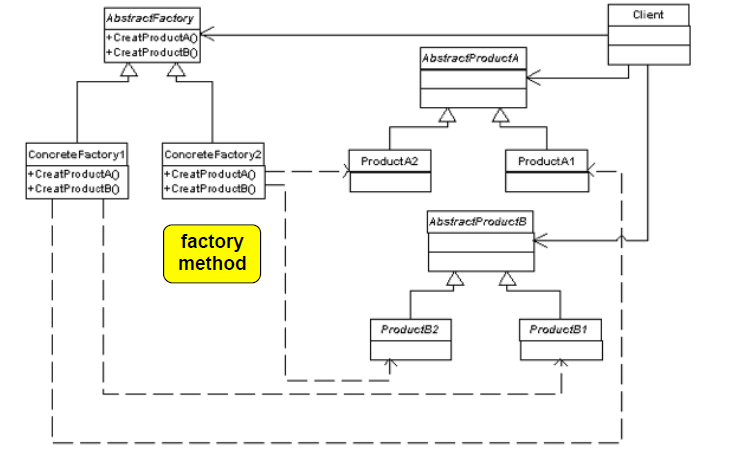 AbstractFactory
+CreatProductA()
+CreatProductB()
Client
AbstractProductA
ConcreteFactory1
+CreatProductA()
+CreatProductB()
ConcreteFactory2
+CreatProductA()
+CreatProductB()
ProductA2
ProductA1
factory
method
AbstractProductB
ProductB2
ProductB1